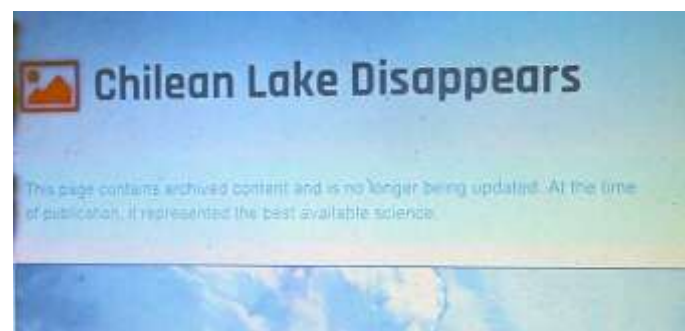 Chilean Lake Disappears
This page contains archived content and is no longer being updated. At the time
of publication, it represented the best available science.